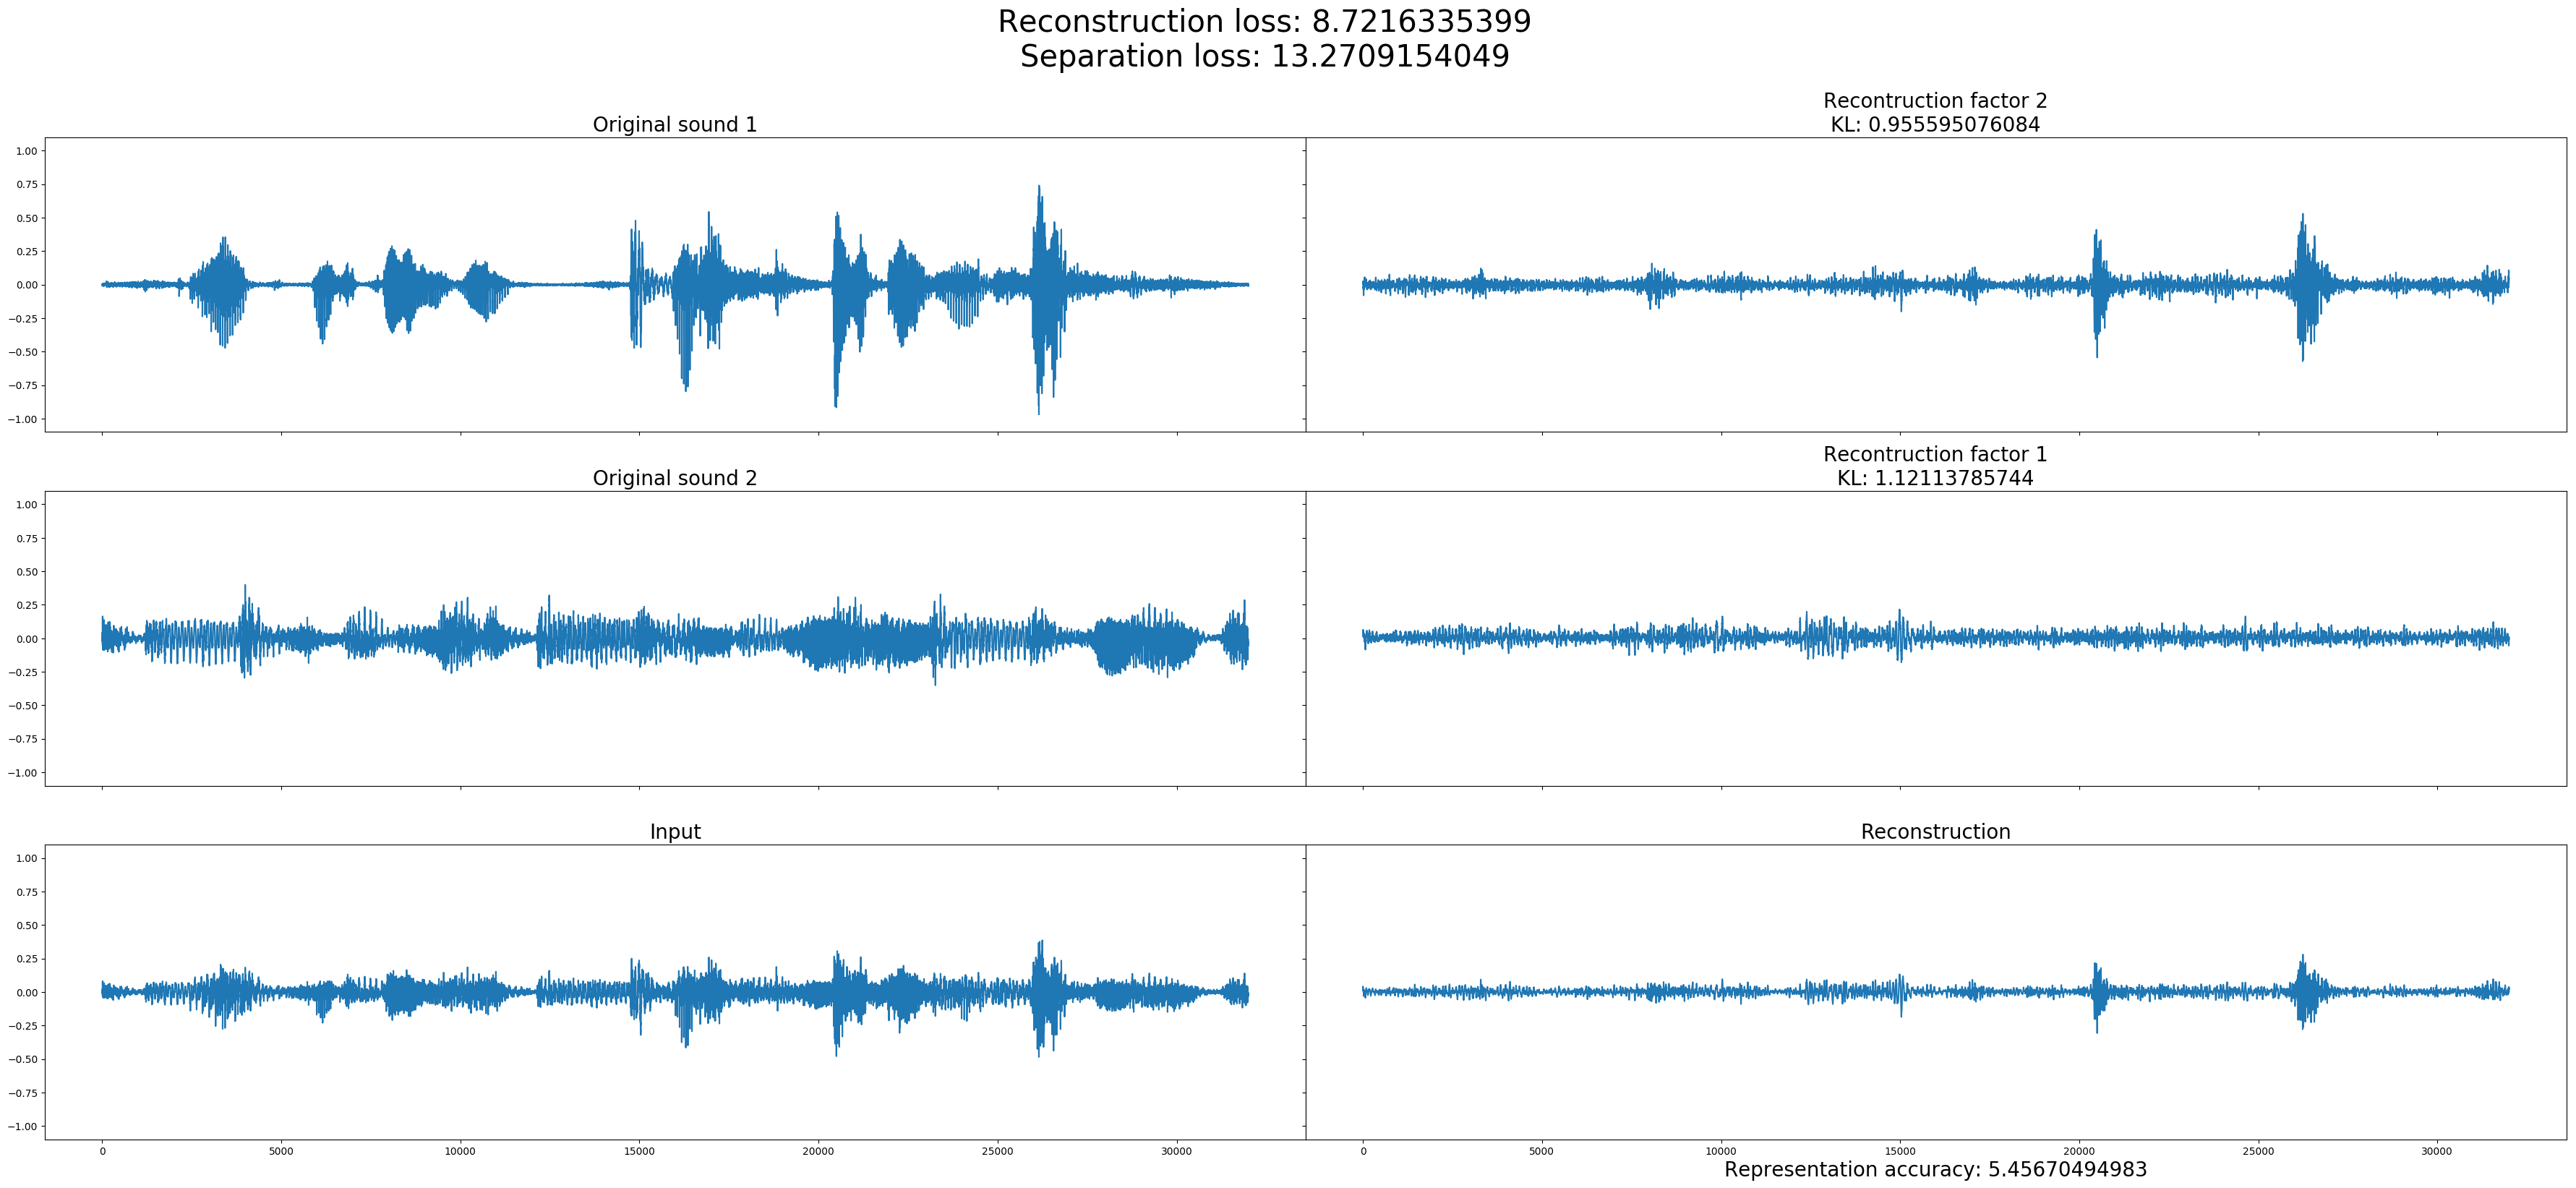 Reconstruction loss: 8.7216335399
Separation loss: 13.2709154049
Original sound 1
Recontruction factor 2
KL: 0.955595076084
1.00
0.75
0.50
0.25
0.00
−0.25
−0.50
−0.75
−1.00
Original sound 2
Recontruction factor 1
KL: 1.12113785744
1.00
0.75
0.50
0.25
0.00
−0.25
−0.50
−0.75
−1.00
Input
Reconstruction
1.00
0.75
0.50
0.25
0.00
−0.25
−0.50
−0.75
−1.00
0 5000 10000 15000 20000 25000 30000
0 5000 10000 15000 20000 25000 30000
Representation accuracy: 5.45670494983